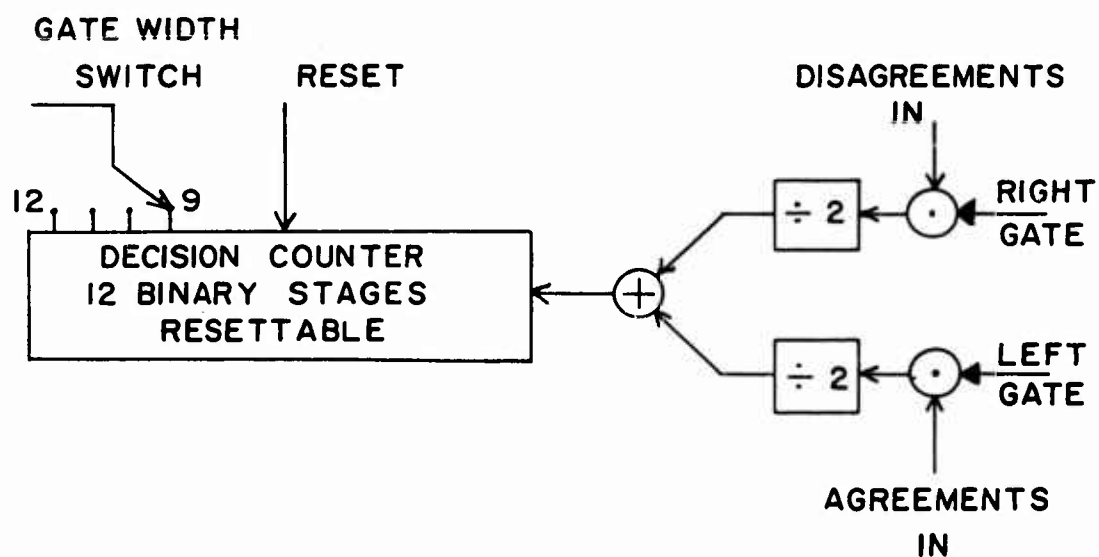 GATE WIDTH
SWITCH
RESET
12
9
DECISION COUNTER
12 BINARY STAGES
RESETTABLE
+
DISAGREEMENTS
IN
÷ 2
·
RIGHT
GATE
÷ 2
·
LEFT
GATE
AGREEMENTS
IN